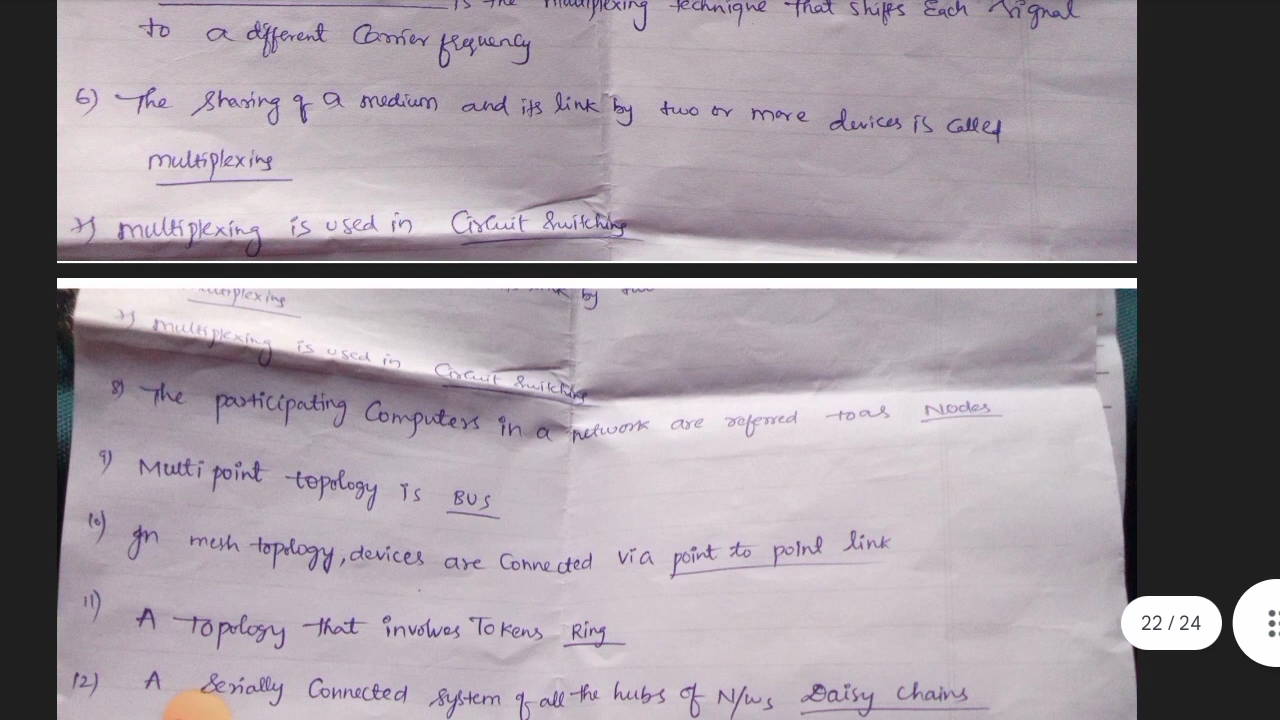 is the multiplexing technique that shifts Each signal
to a different Carrier frequency
6) The sharing of a medium and its link by two or more devices is called
multiplexing
7) multiplexing is used in Circuit Switching
multiplexing by two
7) multiplexing is used in Circuit Switching
8) The participating Computers in a network are referred to as Nodes
9) Multi point topology is BUS
10) In mesh topology, devices are Connected via point to point link
11) A Topology that involves Tokens Ring
12) A Serially Connected system of all the hubs of N/ws Daisy chains
22 / 24